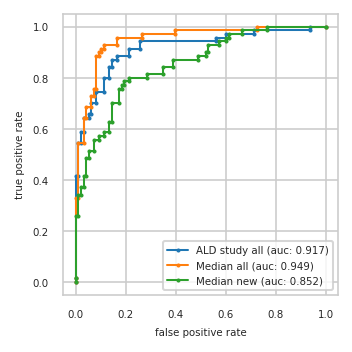 1.0
0.8
0.6
0.4
0.2
0.0
true positive rate
ALD study all (auc: 0.917)
Median all (auc: 0.949)
Median new (auc: 0.852)
0.0 0.2 0.4 0.6 0.8 1.0
false positive rate